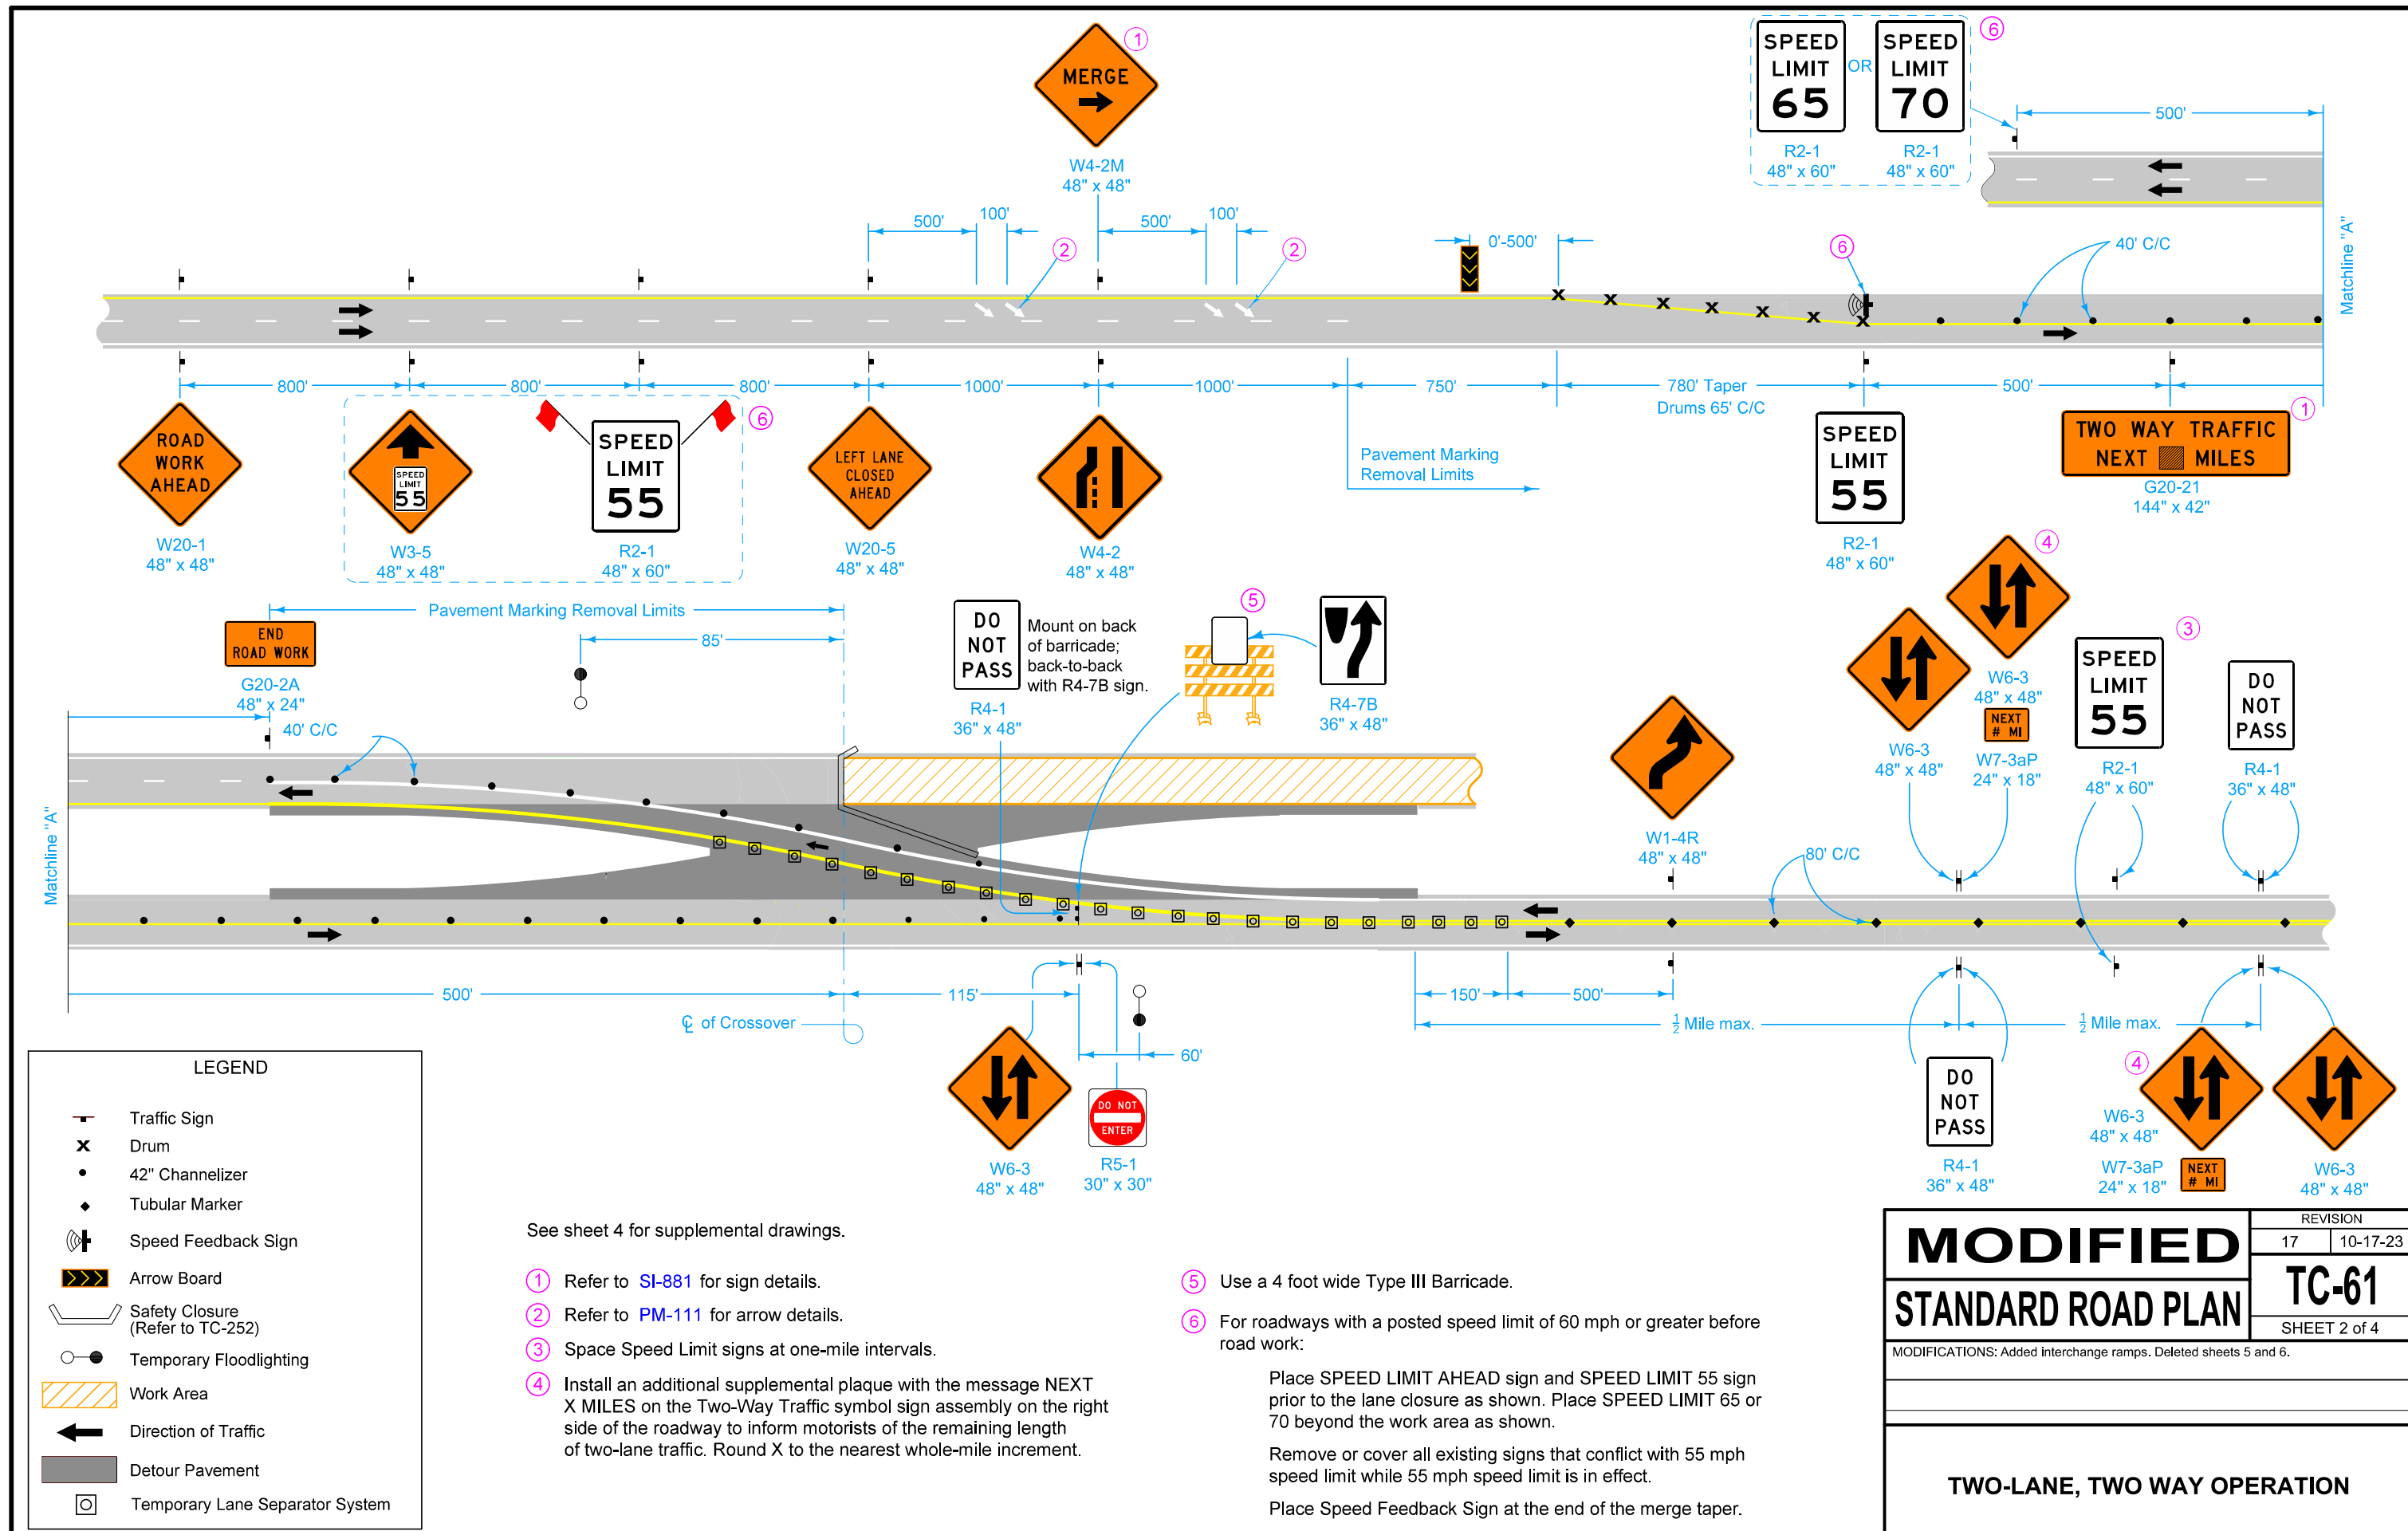 MERGE
1
W4-2M
48" x 48"
SPEED
LIMIT
65
OR
SPEED
LIMIT
70
6
R2-1
48" x 60"
R2-1
48" x 60"
500'
500'
100'
500'
100'
2
2
0'-500'
6
40' C/C
Matchline "A"
800'
800'
800'
1000'
1000'
750'
780' Taper
Drums 65' C/C
500'
ROAD
WORK
AHEAD
W20-1
48" x 48"
SPEED
LIMIT
55
W3-5
48" x 48"
SPEED
LIMIT
55
R2-1
48" x 60"
6
LEFT LANE
CLOSED
AHEAD
W20-5
48" x 48"
W4-2
48" x 48"
Pavement Marking
Removal Limits
SPEED
LIMIT
55
R2-1
48" x 60"
1
TWO WAY TRAFFIC
NEXT MILES
G20-21
144" x 42"
Pavement Marking Removal Limits
END
ROAD WORK
G20-2A
48" x 24"
85'
40' C/C
DO
NOT
PASS
R4-1
36" x 48"
Mount on back
of barricade;
back-to-back
with R4-7B sign.
5
R4-7B
36" x 48"
W1-4R
48" x 48"
80' C/C
W6-3
48" x 48"
4
W6-3
48" x 48"
NEXT
# MI
W7-3aP
24" x 18"
3
SPEED
LIMIT
55
R2-1
48" x 60"
DO
NOT
PASS
R4-1
36" x 48"
Matchline "A"
500'
115'
150'
500'
½ Mile max.
½ Mile max.
℄ of Crossover
60'
W6-3
48" x 48"
DO NOT
ENTER
R5-1
30" x 30"
DO
NOT
PASS
R4-1
36" x 48"
4
W6-3
48" x 48"
W7-3aP
24" x 18"
NEXT
# MI
W6-3
48" x 48"
LEGEND
Traffic Sign
Drum
42" Channelizer
Tubular Marker
Speed Feedback Sign
Arrow Board
Safety Closure
(Refer to TC-252)
Temporary Floodlighting
Work Area
Direction of Traffic
Detour Pavement
Temporary Lane Separator System
See sheet 4 for supplemental drawings.
1 Refer to SI-881 for sign details.
2 Refer to PM-111 for arrow details.
3 Space Speed Limit signs at one-mile intervals.
4 Install an additional supplemental plaque with the message NEXT
X MILES on the Two-Way Traffic symbol sign assembly on the right
side of the roadway to inform motorists of the remaining length
of two-lane traffic. Round X to the nearest whole-mile increment.
5 Use a 4 foot wide Type III Barricade.
6 For roadways with a posted speed limit of 60 mph or greater before
road work:
Place SPEED LIMIT AHEAD sign and SPEED LIMIT 55 sign
prior to the lane closure as shown. Place SPEED LIMIT 65 or
70 beyond the work area as shown.
Remove or cover all existing signs that conflict with 55 mph
speed limit while 55 mph speed limit is in effect.
Place Speed Feedback Sign at the end of the merge taper.
MODIFIED
STANDARD ROAD PLAN
REVISION
17 10-17-23
TC-61
SHEET 2 of 4
MODIFICATIONS: Added interchange ramps. Deleted sheets 5 and 6.
TWO-LANE, TWO WAY OPERATION